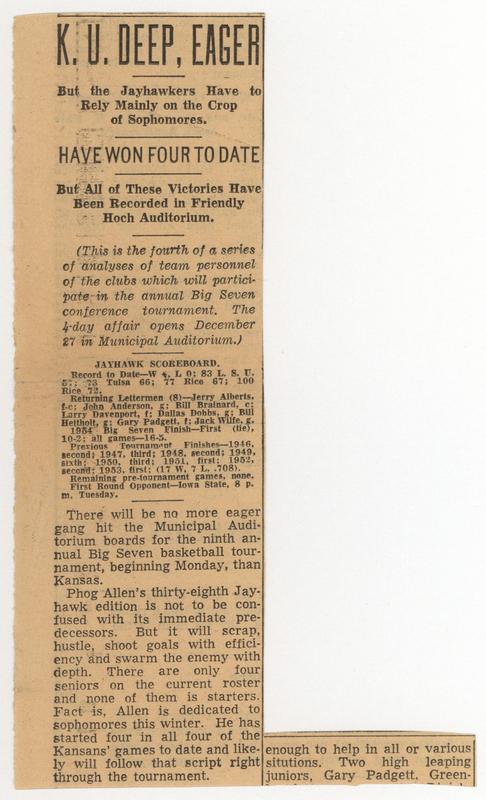 K. U. DEEP, EAGER
But the Jayhawkers Have to
Rely Mainly on the Crop
of Sophomores.
HAVE WON FOUR TO DATE
But All of These Victories Have
Been Recorded in Friendly
Hoch Auditorium.
(This is the fourth of a series
of analyses of team personnel
of the clubs which will partici-
pate in the annual Big Seven
conference tournament. The
4-day affair opens December
27 in Municipal Auditorium.)
JAYHAWK SCOREBOARD.
Record to Date—W 4, L 0; 83 L. S. U.
57; 73 Tulsa 66; 77 Rice 67; 100
Rice 72.
Returning Lettermen (8)—Jerry Alberts,
f-c; John Anderson, g; Bill Brainard, c;
Larry Davenport, f; Dallas Dobbs, g; Bill
Heitholt, g; Gary Padgett, f; Jack Wilfe, g.
1954 Big Seven Finish—First (tie),
10-2; all games—16-5.
Previous Tournament Finishes—1946,
second; 1947, third; 1948, second; 1949,
sixth; 1950, third; 1951, first; 1952,
second; 1953, first; (17 W, 7 L, .708).
Remaining pre-tournament games, none.
First Round Opponent—Iowa State, 8 p.
m. Tuesday.
There will be no more eager
gang hit the Municipal Audi-
torium boards for the ninth an-
nual Big Seven basketball tour-
nament, beginning Monday, than
Kansas.
Phog Allen's thirty-eighth Jay-
hawk edition is not to be con-
fused with its immediate pre-
decessors. But it will scrap,
hustle, shoot goals with effici-
ency and swarm the enemy with
depth. There are only four
seniors on the current roster
and none of them is starters.
Fact is, Allen is dedicated to
sophomores this winter. He has
started four in all four of the
Kansans' games to date and like-
ly will follow that script right
through the tournament.
enough to help in all or various
situtions. Two high leaping
juniors, Gary Padgett, Green-